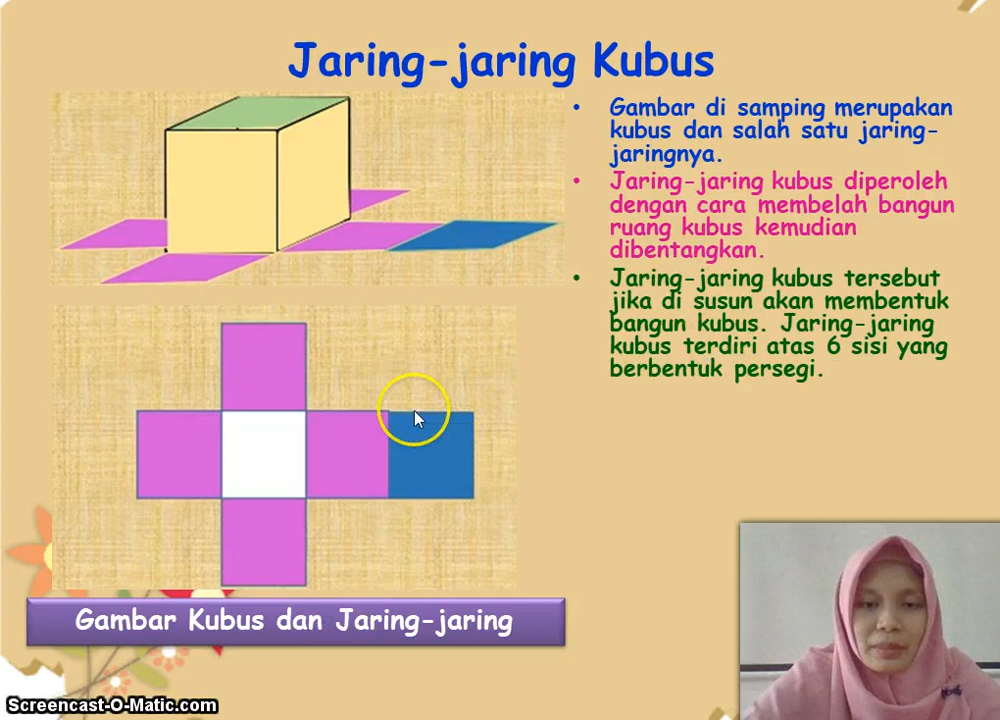 Jaring-jaring Kubus
• Gambar di samping merupakan
kubus dan salah satu jaring-
jaringnya.
• Jaring-jaring kubus diperoleh
dengan cara membelah bangun
ruang kubus kemudian
dibentangkan.
• Jaring-jaring kubus tersebut
jika di susun akan membentuk
bangun kubus. Jaring-jaring
kubus terdiri atas 6 sisi yang
berbentuk persegi.
Gambar Kubus dan Jaring-jaring
Screencast-O-Matic.com